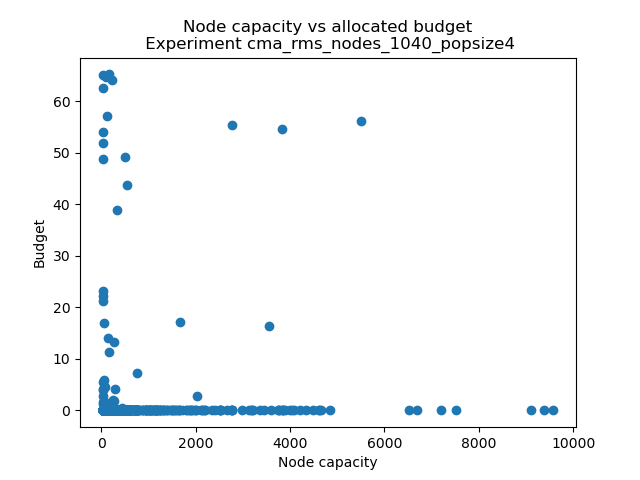 Node capacity vs allocated budget
Experiment cma_rms_nodes_1040_popsize4
60
50
40
30
20
10
0
Budget
0 2000 4000 6000 8000 10000
Node capacity